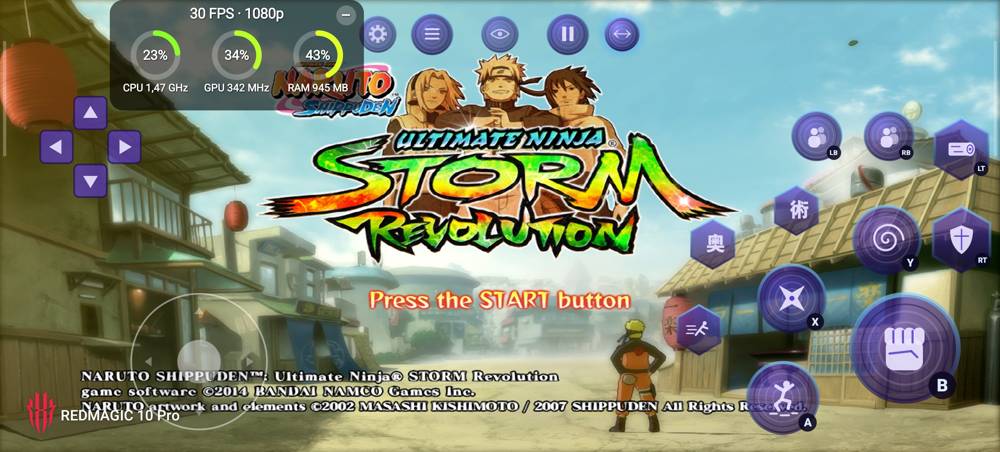 30 FPS · 1080p
23%
34%
43%
CPU 1,47 GHz
GPU 342 MHz
RAM 945 MB
NARUTO
SHIPPUDEN
ULTIMATE NINJA®
STORM
REVOLUTION
LB
RB
LT
術
奥
Y
RT
X
Press the START button
B
A
NARUTO SHIPPUDEN™: Ultimate Ninja® STORM Revolution
game software ©2014 BANDAI NAMCO Games Inc.
NARUTO artwork and elements ©2002 MASASHI KISHIMOTO / 2007 SHIPPUDEN All Rights Reserved.
REDMAGIC 10 Pro